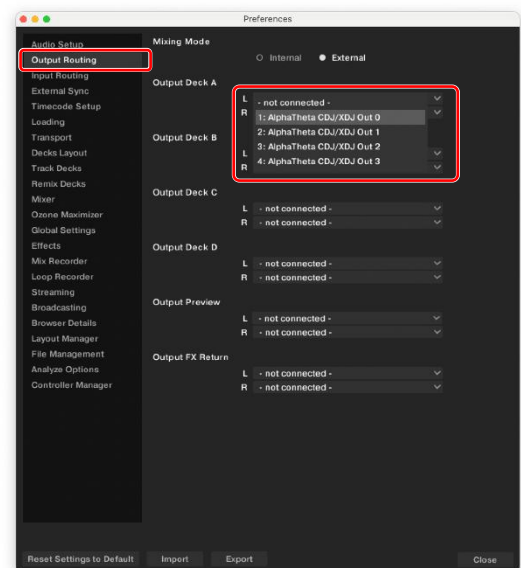 Preferences
Audio Setup
Output Routing
Input Routing
External Sync
Timecode Setup
Loading
Transport
Decks Layout
Track Decks
Remix Decks
Mixer
Ozone Maximizer
Global Settings
Effects
Mix Recorder
Loop Recorder
Streaming
Broadcasting
Browser Details
Layout Manager
File Management
Analyze Options
Controller Manager
Mixing Mode
Internal External
Output Deck A
L - not connected -
R
1: AlphaTheta CDJ/XDJ Out 0
2: AlphaTheta CDJ/XDJ Out 1
3: AlphaTheta CDJ/XDJ Out 2
4: AlphaTheta CDJ/XDJ Out 3
Output Deck B
L
R
Output Deck C
L - not connected -
R - not connected -
Output Deck D
L - not connected -
R - not connected -
Output Preview
L - not connected -
R - not connected -
Output FX Return
L - not connected -
R - not connected -
Reset Settings to Default Import Export Close